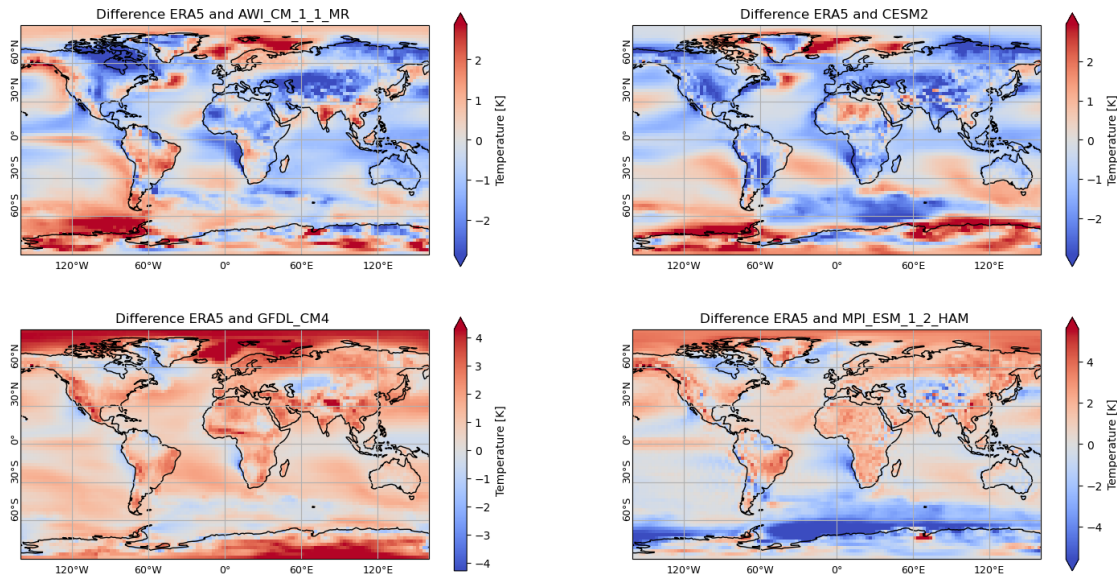 Difference ERA5 and AWI_CM_1_1_MR
60°N
30°N
0°
30°S
60°S
120°W
60°W
0°
60°E
120°E
2
1
0
−1
−2
Temperature [K]
Difference ERA5 and CESM2
60°N
30°N
0°
30°S
60°S
120°W
60°W
0°
60°E
120°E
2
1
0
−1
−2
Temperature [K]
Difference ERA5 and GFDL_CM4
60°N
30°N
0°
30°S
60°S
120°W
60°W
0°
60°E
120°E
4
3
2
1
0
−1
−2
−3
−4
Temperature [K]
Difference ERA5 and MPI_ESM_1_2_HAM
60°N
30°N
0°
30°S
60°S
120°W
60°W
0°
60°E
120°E
4
2
0
−2
−4
Temperature [K]